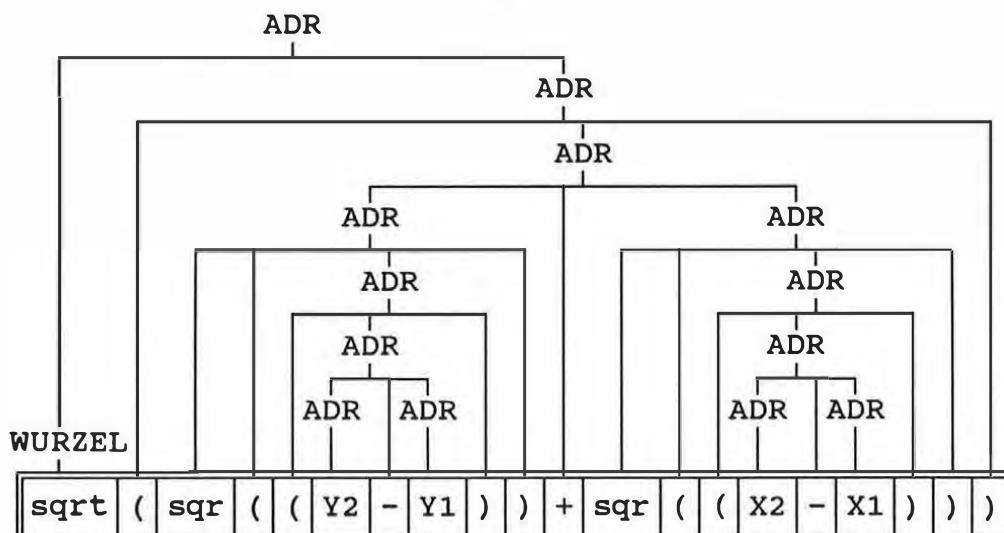 ADR
ADR
ADR
ADR ADR
ADR ADR
ADR ADR
ADR ADR ADR ADR
WURZEL
sqrt ( sqr ( ( Y2 - Y1 ) ) + sqr ( ( X2 - X1 ) ) )